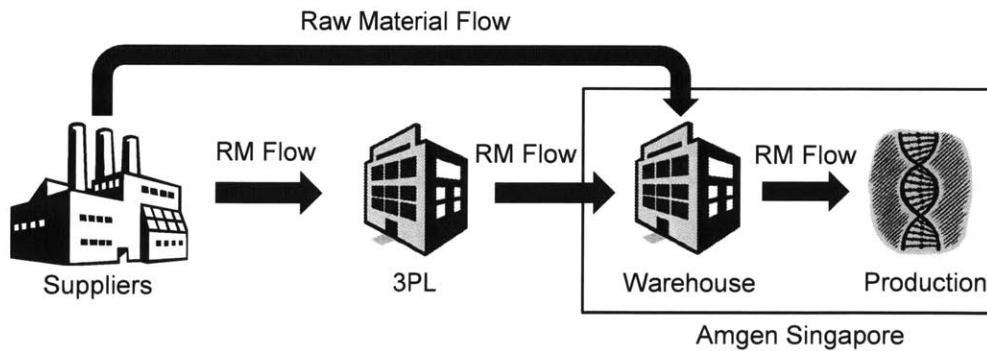 Raw Material Flow
RM Flow
RM Flow
RM Flow
Suppliers
3PL
Warehouse
Production
Amgen Singapore